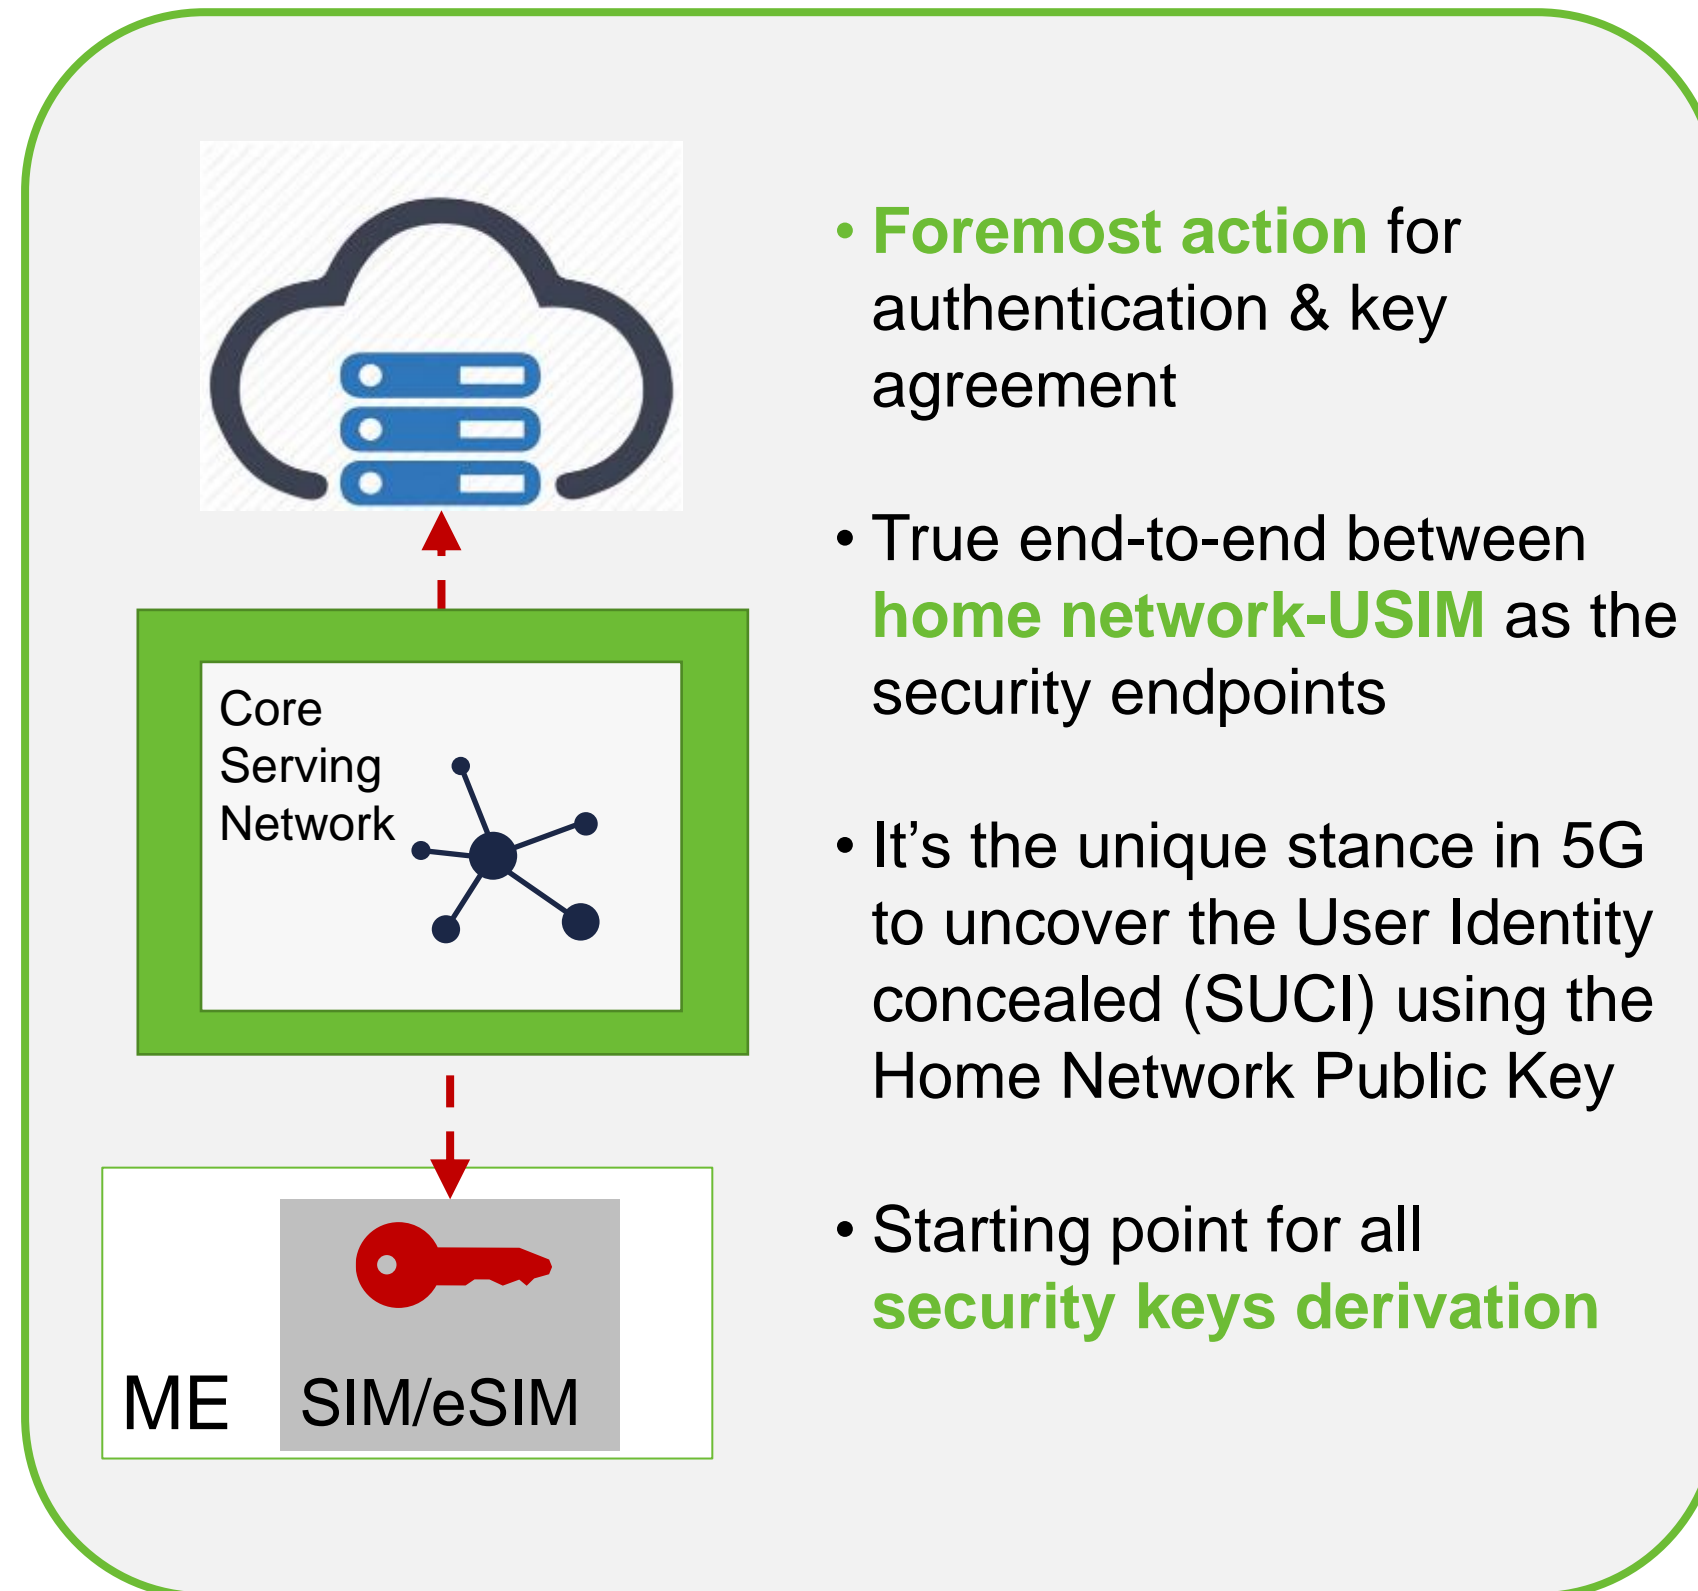 Core
Serving
Network
ME
SIM/eSIM
• Foremost action for
authentication & key
agreement
• True end-to-end between
home network-USIM as the
security endpoints
• It’s the unique stance in 5G
to uncover the User Identity
concealed (SUCI) using the
Home Network Public Key
• Starting point for all
security keys derivation